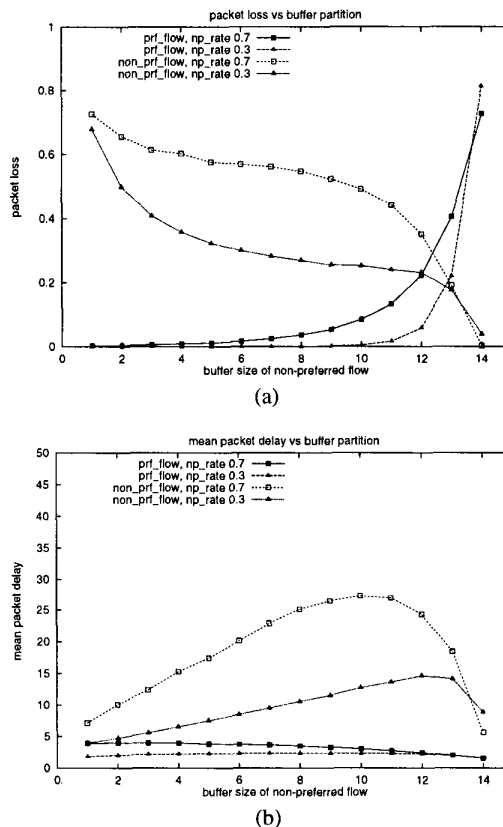 packet loss vs buffer partition
prf_flow, np_rate 0.7
prf_flow, np_rate 0.3
non_prf_flow, np_rate 0.7
non_prf_flow, np_rate 0.3
1
0.8
0.6
0.4
0.2
0
packet loss
0 2 4 6 8 10 12 14
buffer size of non-preferred flow
(a)
mean packet delay vs buffer partition
prf_flow, np_rate 0.7
prf_flow, np_rate 0.3
non_prf_flow, np_rate 0.7
non_prf_flow, np_rate 0.3
50
45
40
35
30
25
20
15
10
5
0
mean packet delay
0 2 4 6 8 10 12 14
buffer size of non-preferred flow
(b)